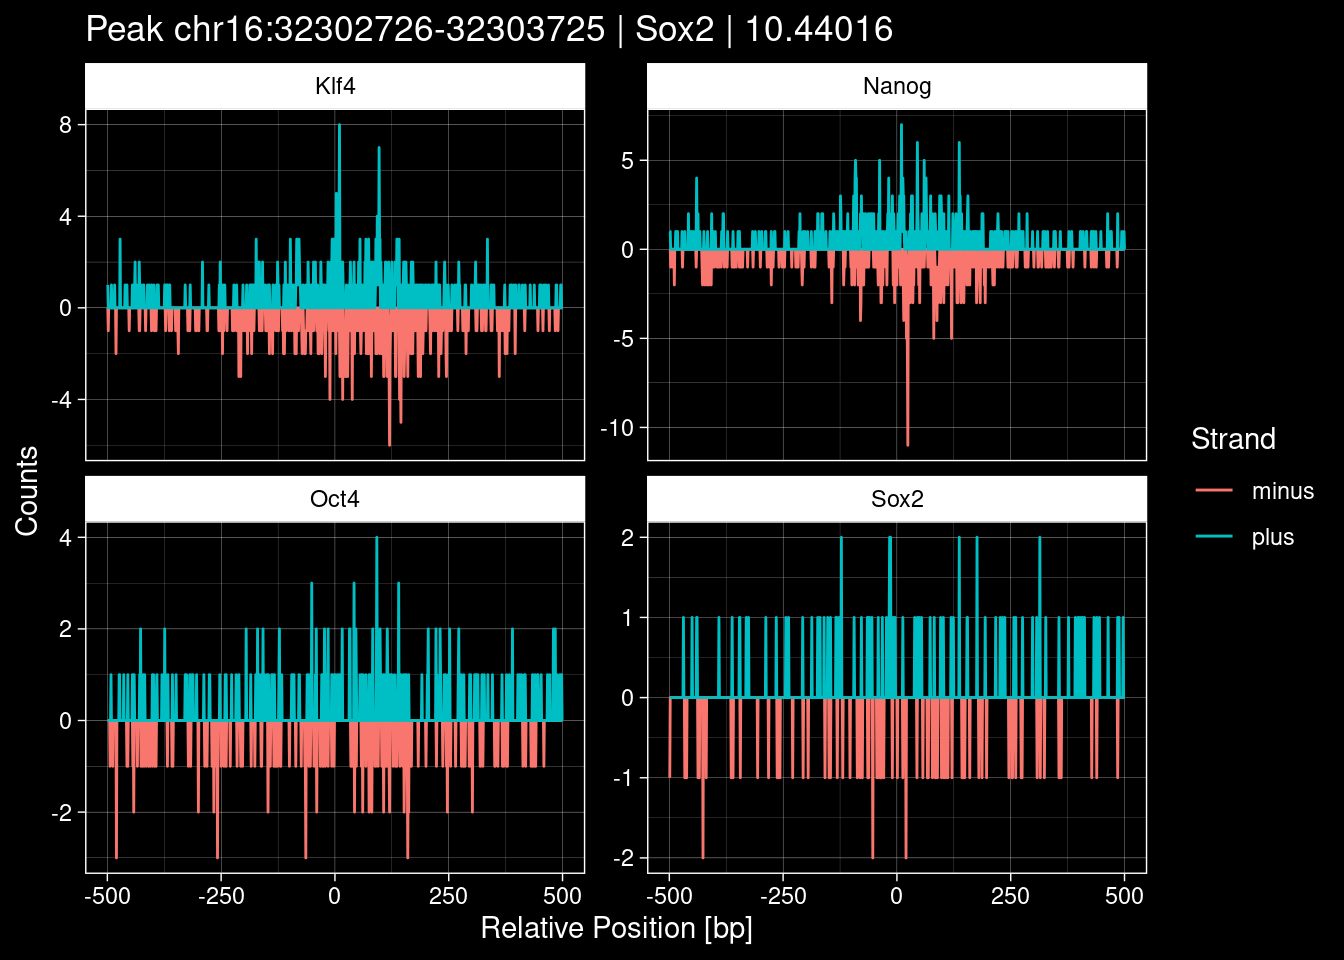 Peak chr16:32302726-32303725 | Sox2 | 10.44016
Klf4
Nanog
8
4
0
-4
5
0
-5
-10
Counts
Oct4
Sox2
4
2
0
-2
2
1
0
-1
-2
-500 -250 0 250 500
-500 -250 0 250 500
Relative Position [bp]
Strand
minus
plus